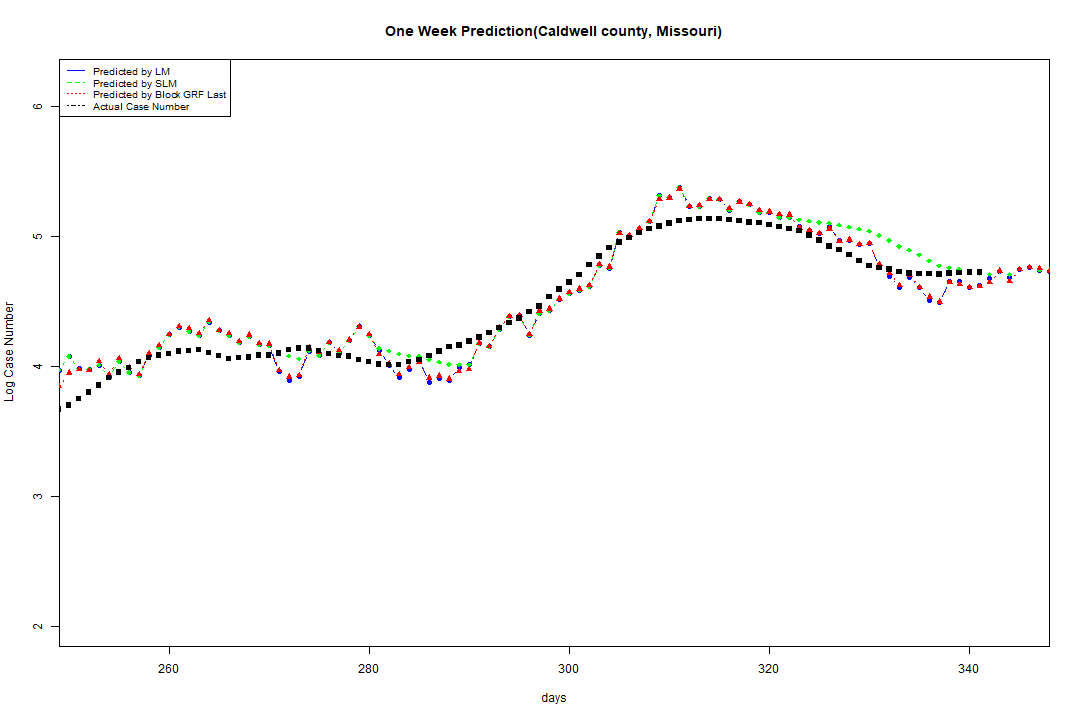 One Week Prediction(Caldwell county, Missouri)
Predicted by LM
Predicted by SLM
Predicted by Block GRF Last
Actual Case Number
6
5
4
3
2
Log Case Number
260 280 300 320 340
days